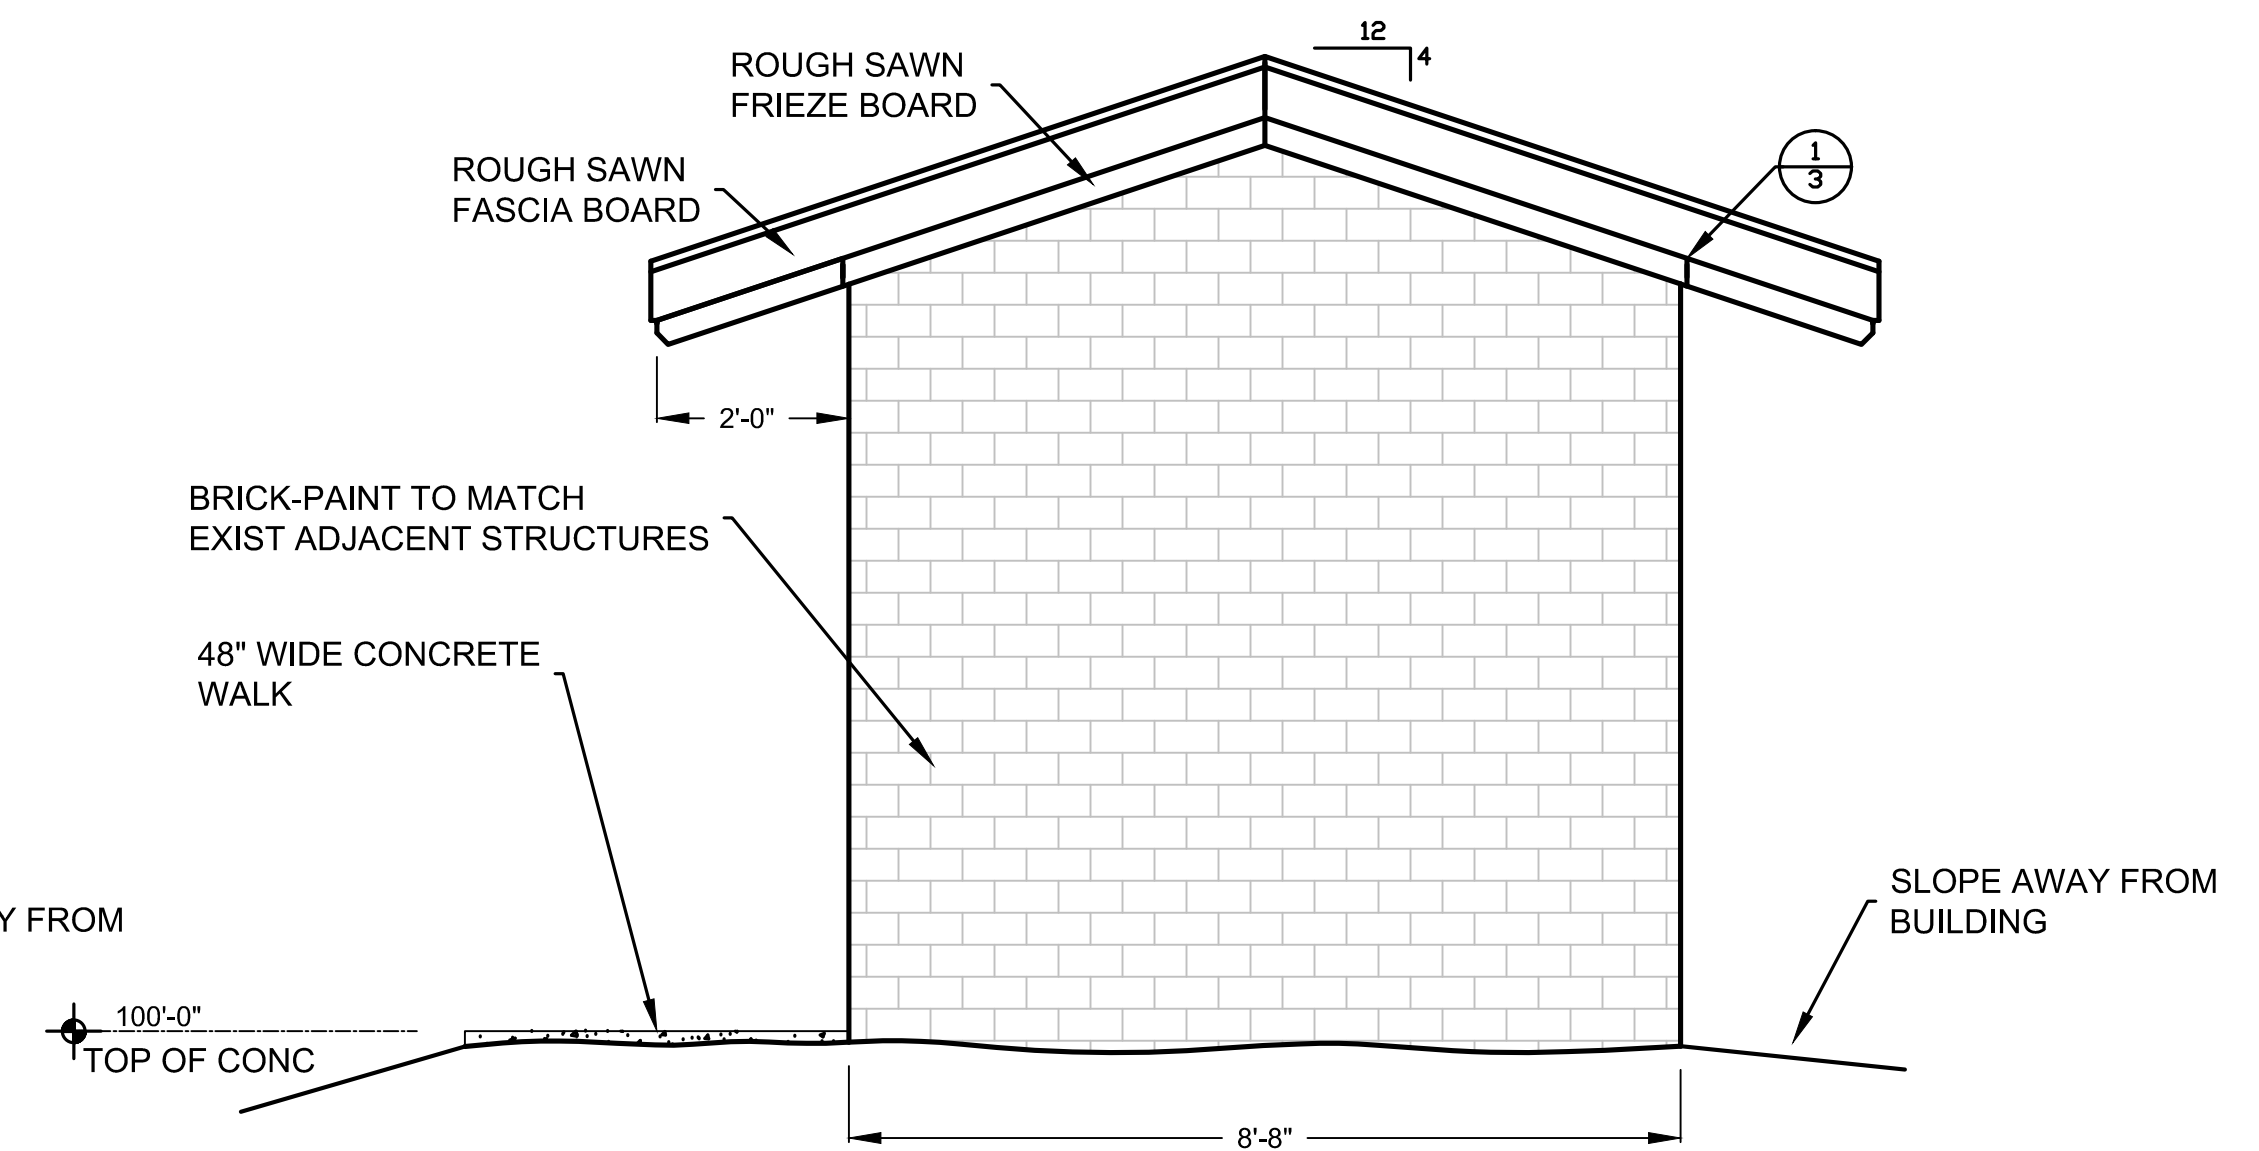 12
4
ROUGH SAWN
FRIEZE BOARD
ROUGH SAWN
FASCIA BOARD
1
3
2'-0"
BRICK-PAINT TO MATCH
EXIST ADJACENT STRUCTURES
48" WIDE CONCRETE
WALK
SLOPE AWAY FROM
BUILDING
Y FROM
100'-0"
TOP OF CONC
8'-8"